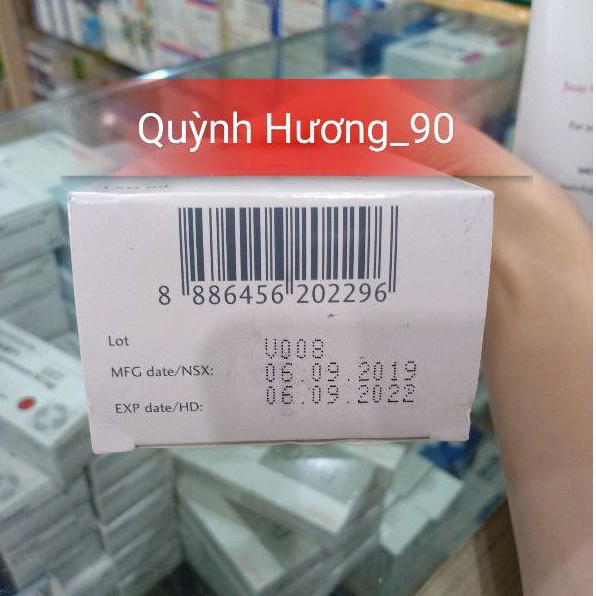 Quỳnh Hương_90
8 886456 202296
Lot V008
MFG date/NSX: 06.09.2019
EXP date/HD: 06.09.2022